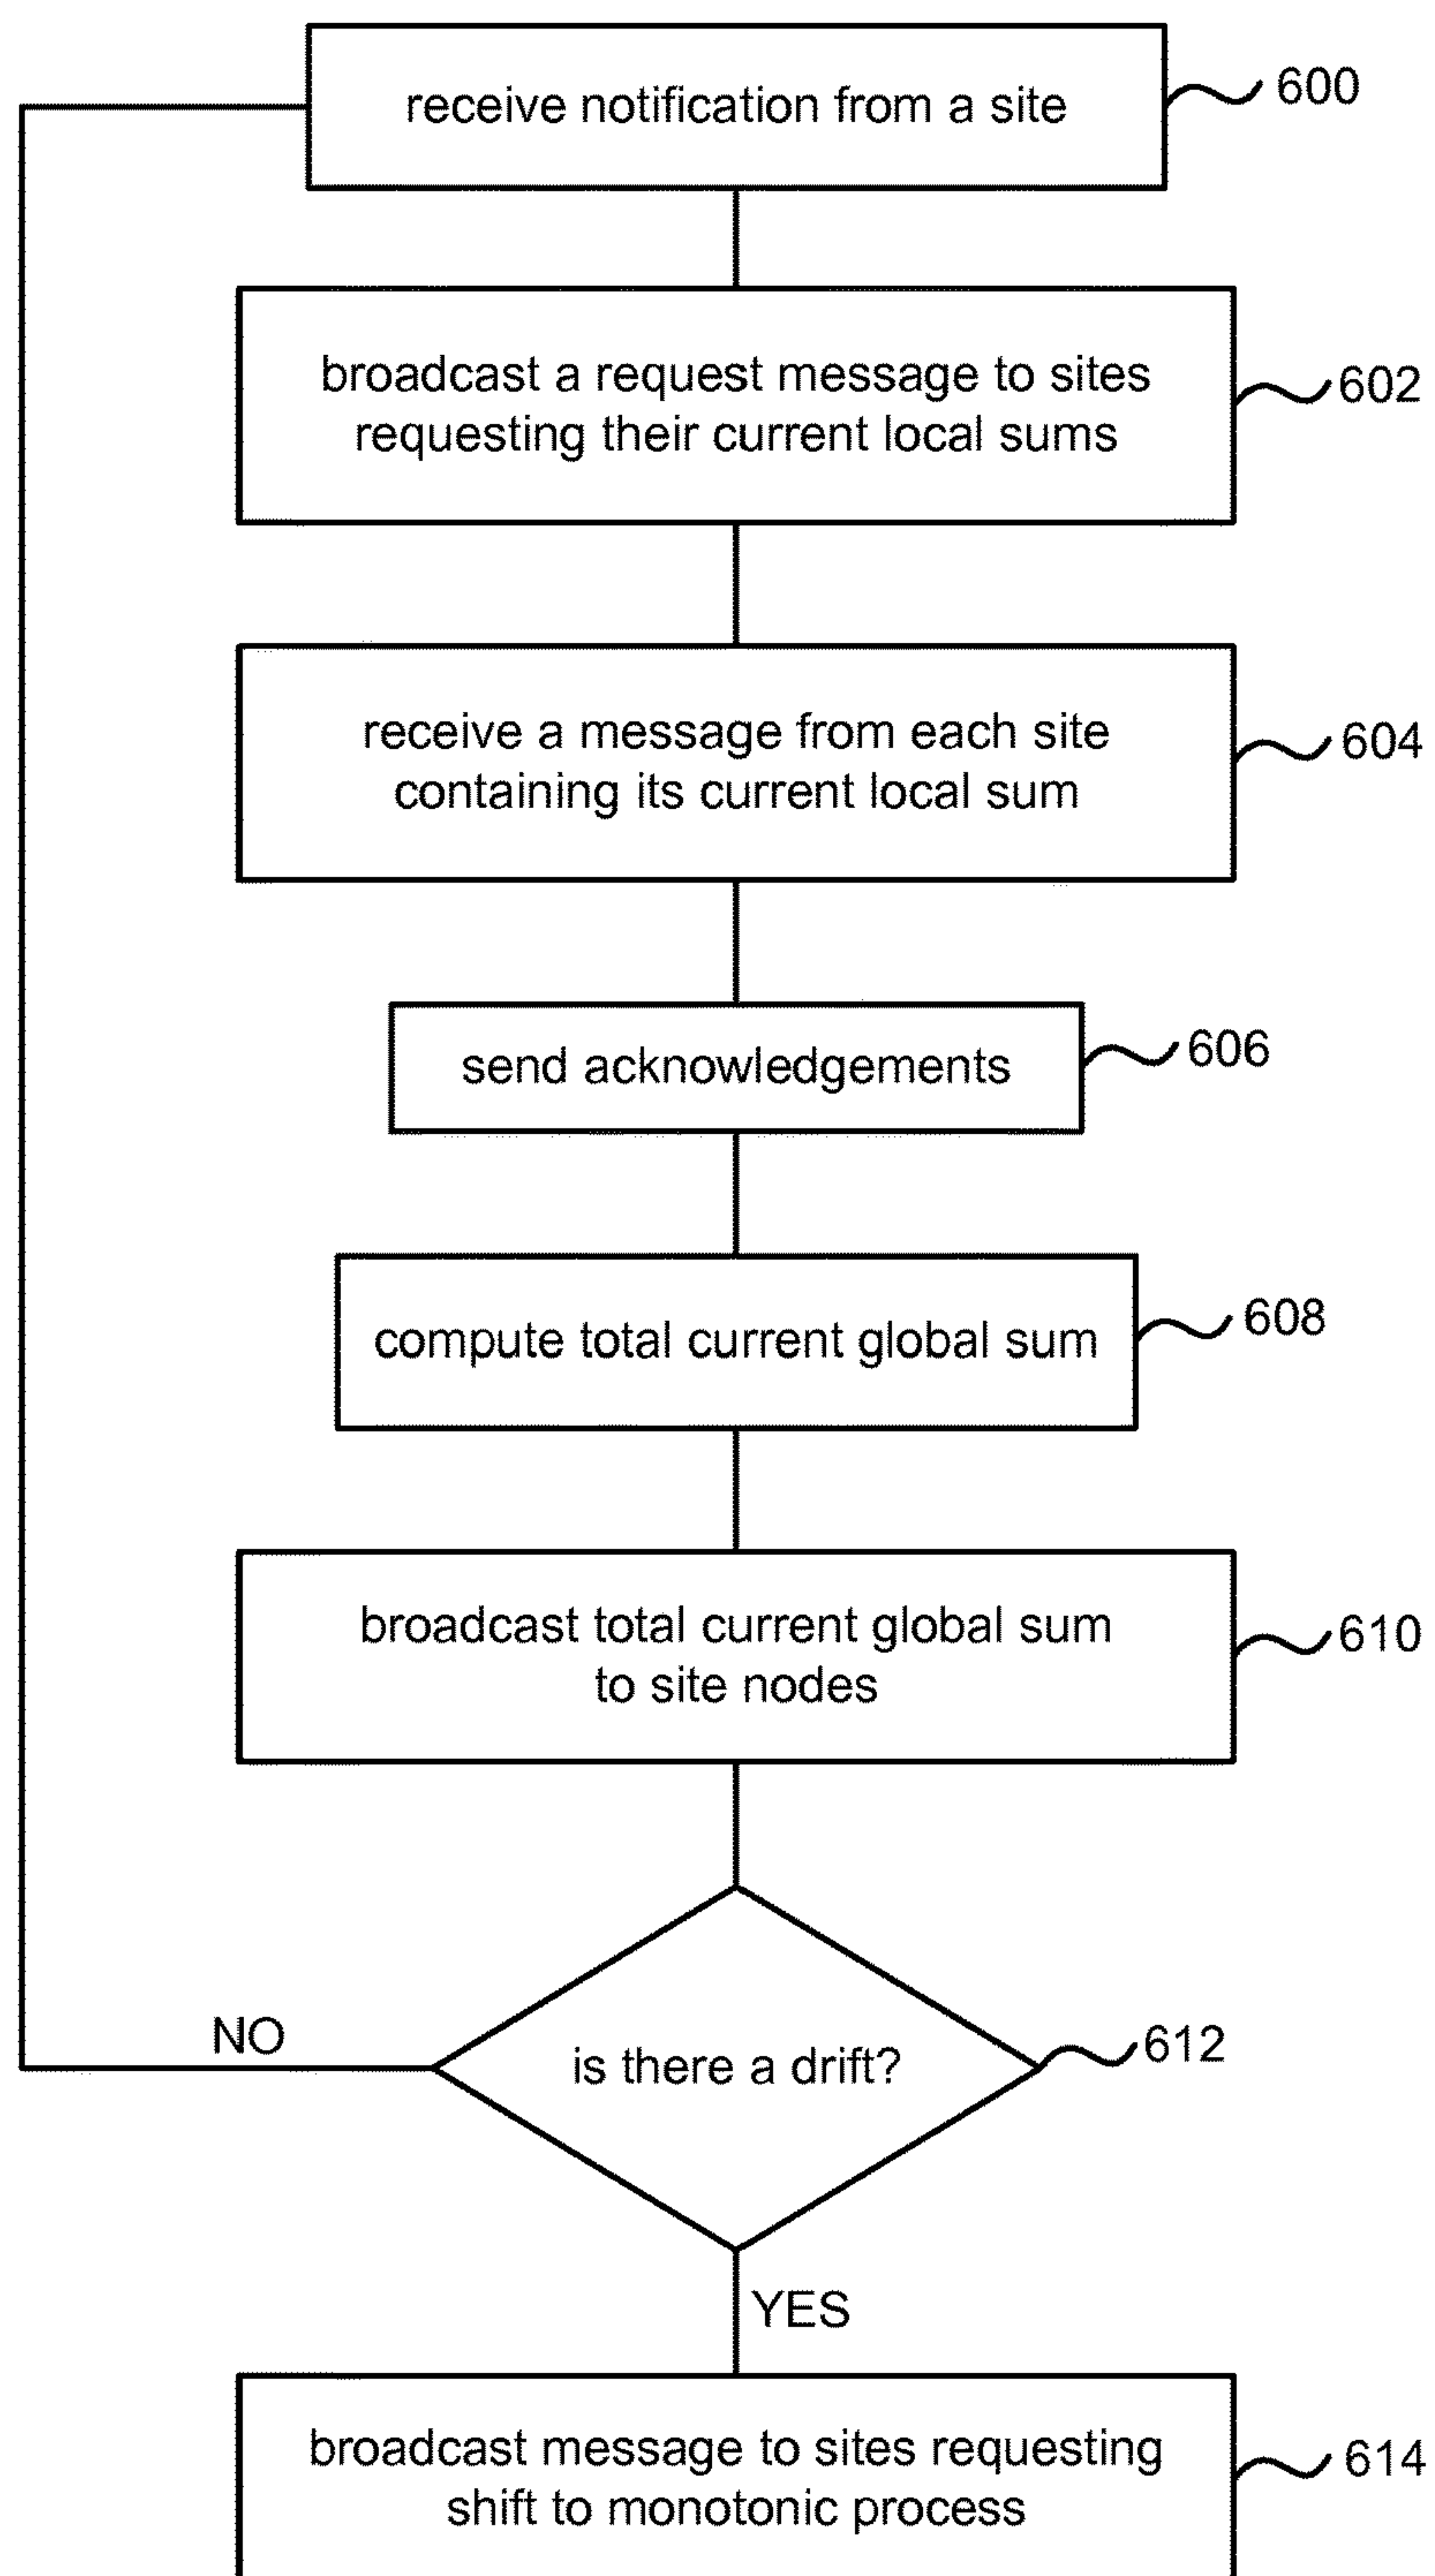 receive notification from a site
600
broadcast a request message to sites
requesting their current local sums
602
receive a message from each site
containing its current local sum
604
send acknowledgements
606
compute total current global sum
608
broadcast total current global sum
to site nodes
610
NO
is there a drift?
612
YES
broadcast message to sites requesting
shift to monotonic process
614